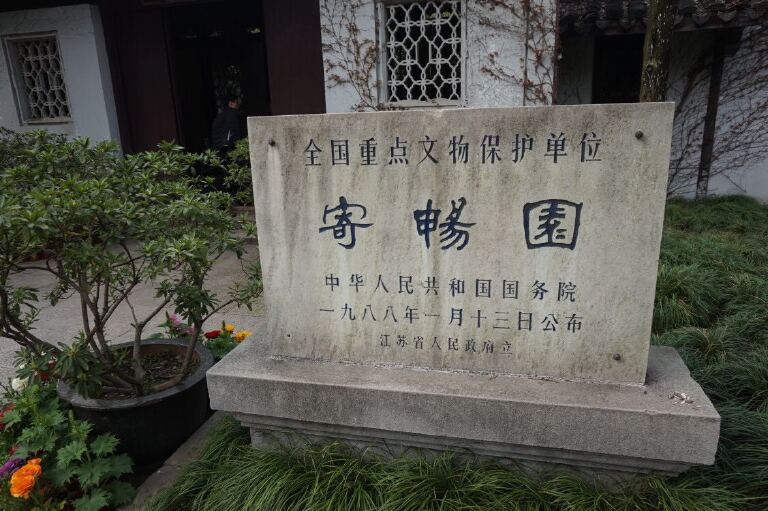 全国重点文物保护单位
寄畅園
中华人民共和国国务院
一九八八年一月十三日公布
江苏省人民政府立